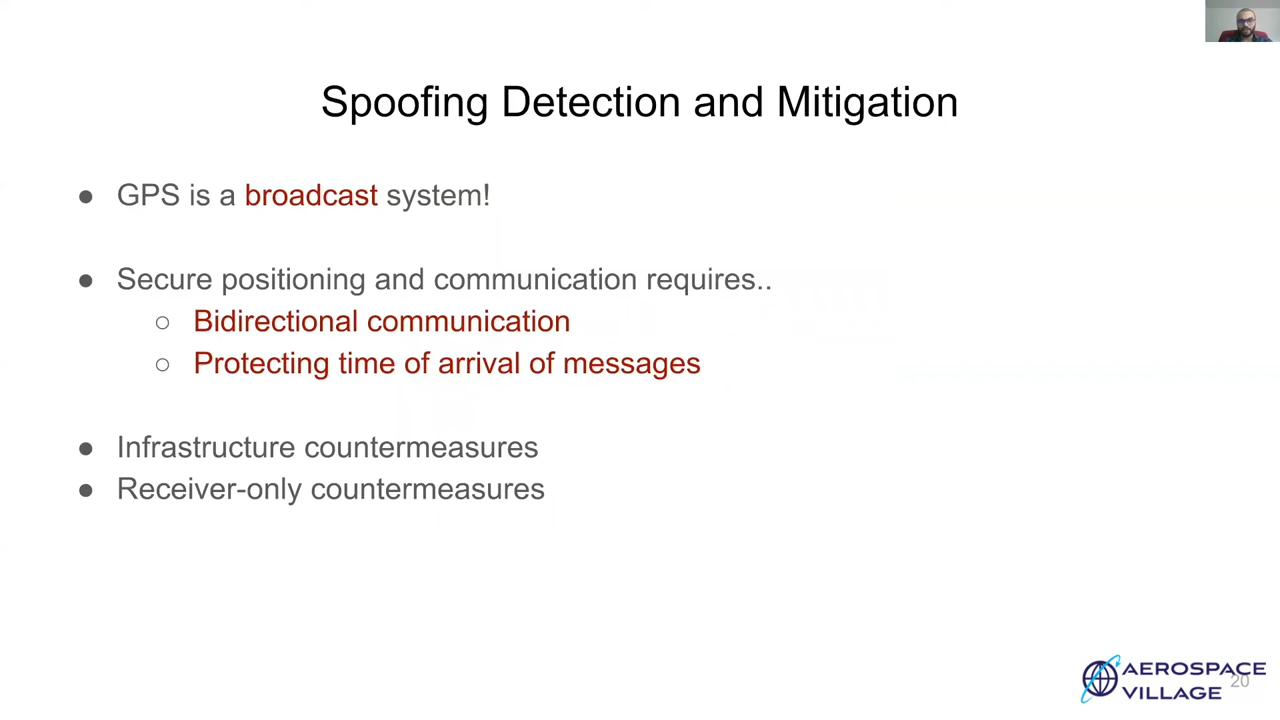 Spoofing Detection and Mitigation
● GPS is a broadcast system!
● Secure positioning and communication requires..
○ Bidirectional communication
○ Protecting time of arrival of messages
● Infrastructure countermeasures
● Receiver-only countermeasures
AEROSPACE
VILLAGE
20